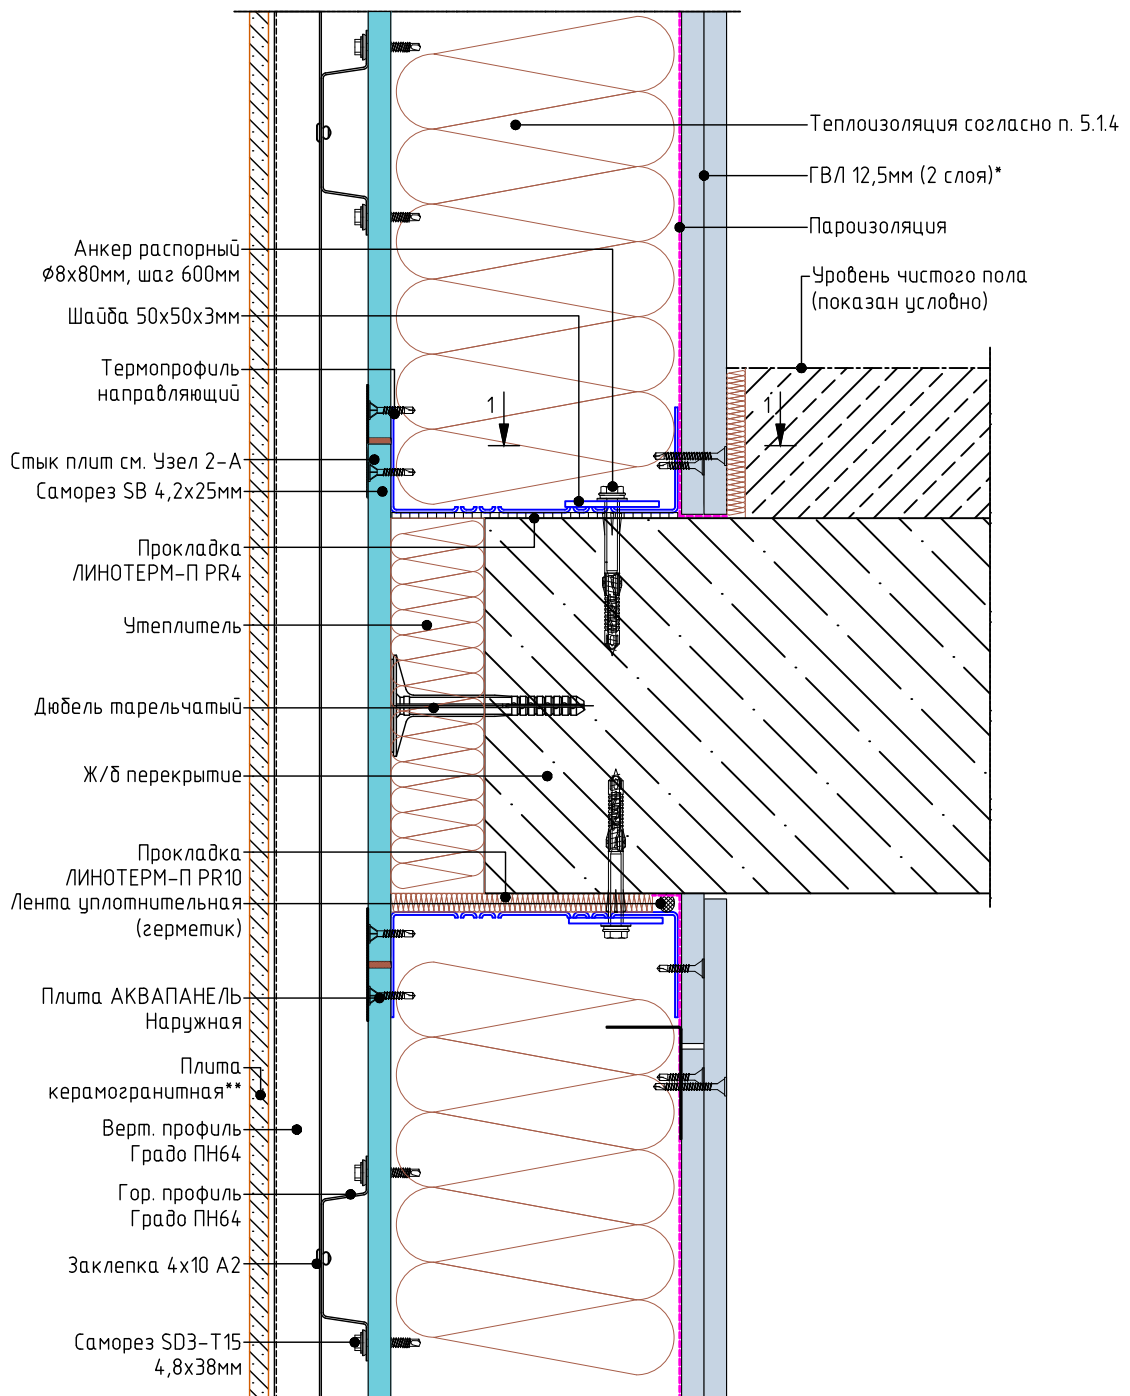 Теплоизоляция согласно п. 5.1.4
ГВЛ 12,5мм (2 слоя)*
Пароизоляция
Уровень чистого пола
(показан условно)
Анкер распорный
Ø8х80мм, шаг 600мм
Шайба 50х50х3мм
Термопрофиль
направляющий
1
1
Стык плит см. Узел 2-А
Саморез SB 4,2х25мм
Прокладка
ЛИНОТЕРМ-П PR4
Утеплитель
Дюбель тарельчатый
Ж/б перекрытие
Прокладка
ЛИНОТЕРМ-П PR10
Лента уплотнительная
(герметик)
Плита АКВАПАНЕЛЬ
Наружная
Плита
керамогранитная**
Верт. профиль
Градо ПН64
Гор. профиль
Градо ПН64
Заклепка 4х10 А2
Саморез SD3-T15
4,8х38мм